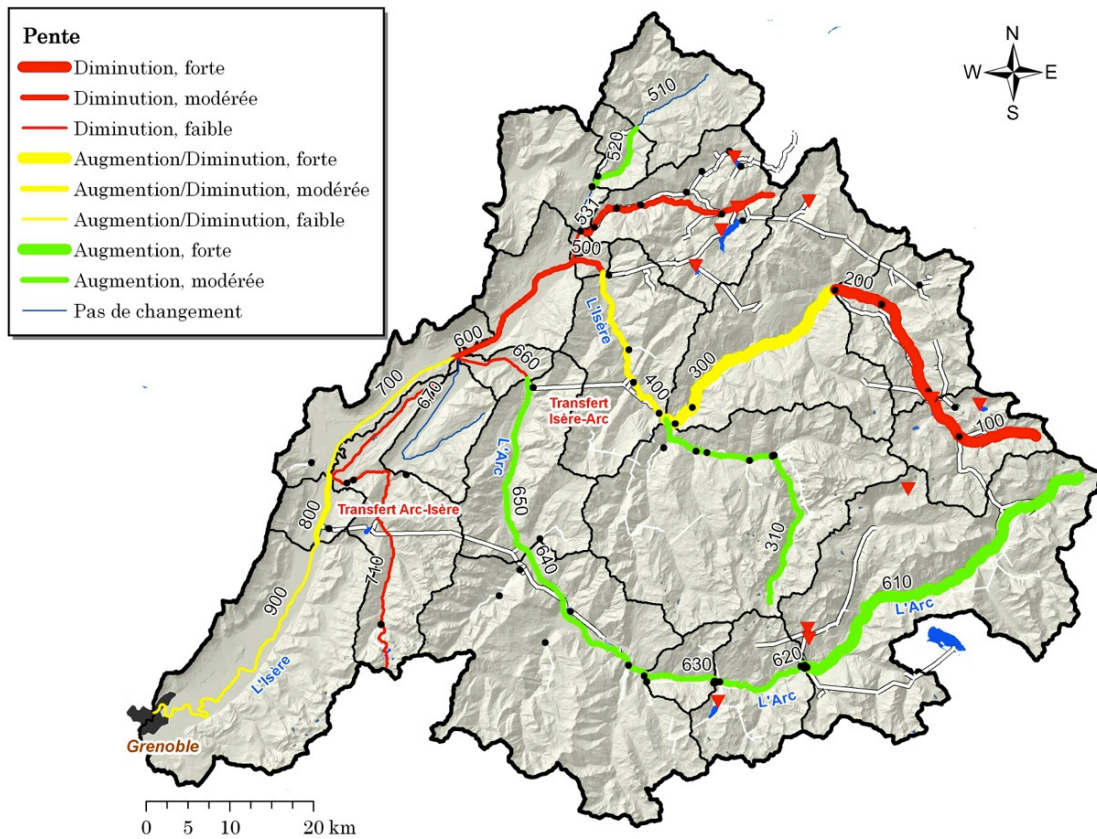 Pente
Diminution, forte
Diminution, modérée
Diminution, faible
Augmention/Diminution, forte
Augmention/Diminution, modérée
Augmention/Diminution, faible
Augmention, forte
Augmention, modérée
Pas de changement
N
W E
S
510
520
531
500
200
L'Isère
600
660
300
700
670
400
Transfert
Isère-Arc
100
L'Arc
650
800
Transfert Arc-Isère
310
640
710
610
L'Arc
900
L'Isère
630
620
L'Arc
Grenoble
0 5 10 20 km